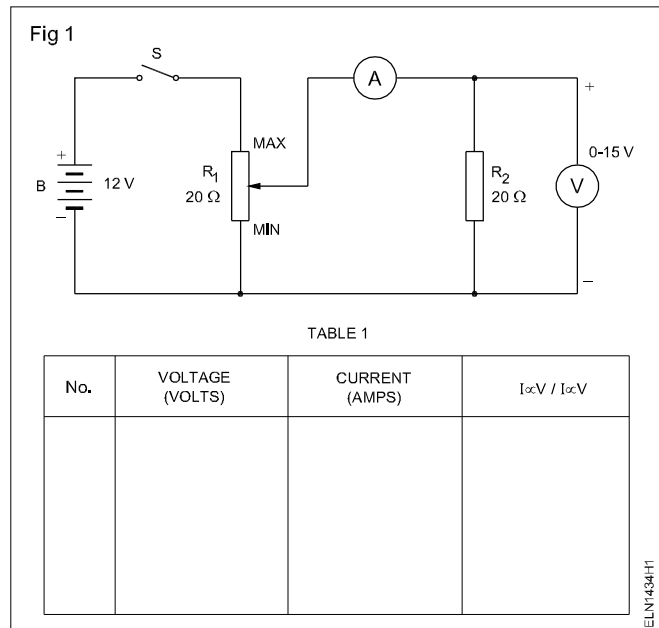 Fig 1
S
MAX
A
+
0-15 V
+
B
12 V
R1
20 Ω
R2
20 Ω
V
–
MIN
–
TABLE 1
No.
VOLTAGE
(VOLTS)
CURRENT
(AMPS)
I∝V / I∝V
ELN1434H1